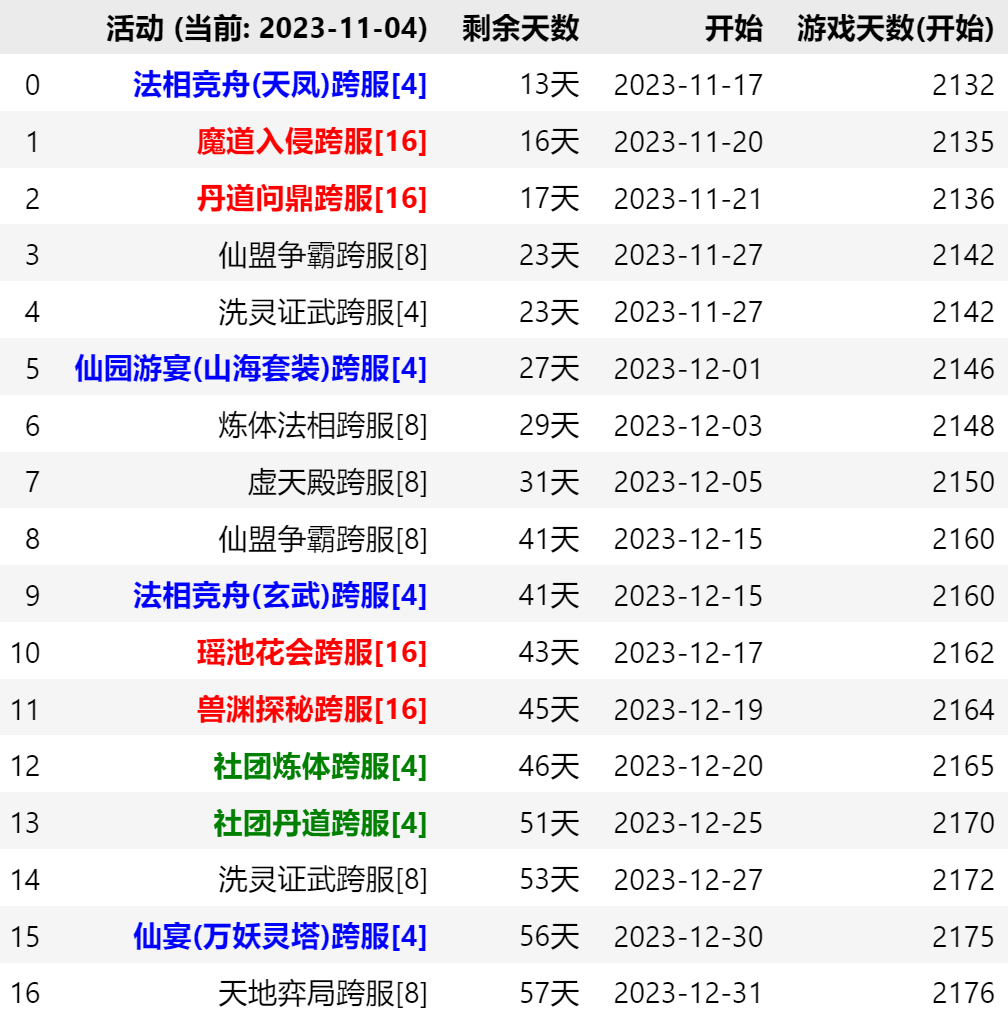 活动 (当前: 2023-11-04) 剩余天数 开始 游戏天数(开始)
0 法相竞舟(天凤)跨服[4] 13天 2023-11-17 2132
1 魔道入侵跨服[16] 16天 2023-11-20 2135
2 丹道问鼎跨服[16] 17天 2023-11-21 2136
3 仙盟争霸跨服[8] 23天 2023-11-27 2142
4 洗灵证武跨服[4] 23天 2023-11-27 2142
5 仙园游宴(山海套装)跨服[4] 27天 2023-12-01 2146
6 炼体法相跨服[8] 29天 2023-12-03 2148
7 虚天殿跨服[8] 31天 2023-12-05 2150
8 仙盟争霸跨服[8] 41天 2023-12-15 2160
9 法相竞舟(玄武)跨服[4] 41天 2023-12-15 2160
10 瑶池花会跨服[16] 43天 2023-12-17 2162
11 兽渊探秘跨服[16] 45天 2023-12-19 2164
12 社团炼体跨服[4] 46天 2023-12-20 2165
13 社团丹道跨服[4] 51天 2023-12-25 2170
14 洗灵证武跨服[8] 53天 2023-12-27 2172
15 仙宴(万妖灵塔)跨服[4] 56天 2023-12-30 2175
16 天地弈局跨服[8] 57天 2023-12-31 2176